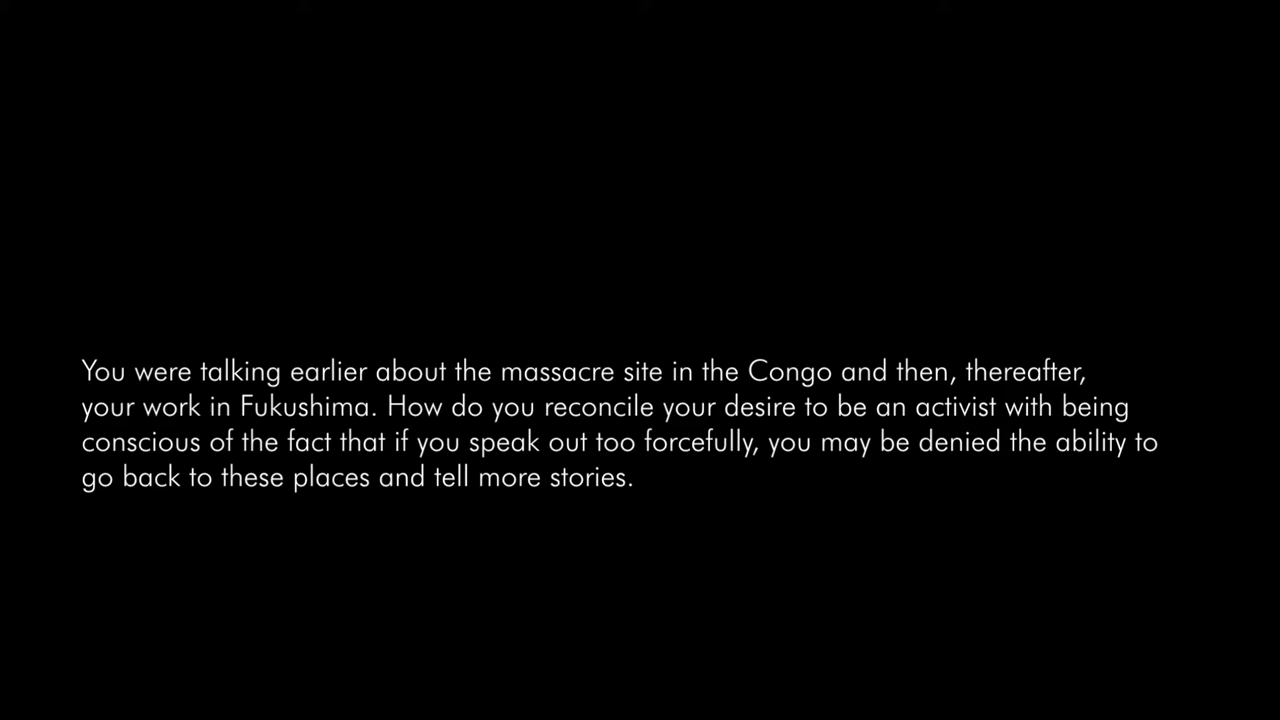 You were talking earlier about the massacre site in the Congo and then, thereafter,
your work in Fukushima. How do you reconcile your desire to be an activist with being
conscious of the fact that if you speak out too forcefully, you may be denied the ability to
go back to these places and tell more stories.